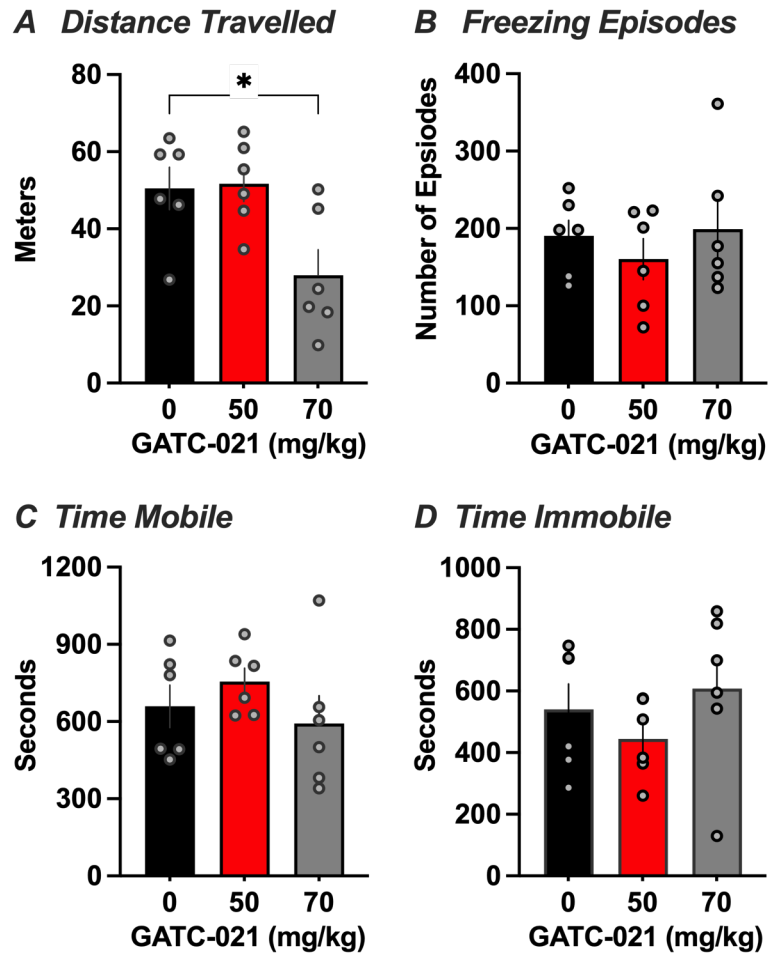 A Distance Travelled
*
Meters
80
60
40
20
0
0 50 70
GATC-021 (mg/kg)
B Freezing Episodes
Number of Epsiodes
400
300
200
100
0
0 50 70
GATC-021 (mg/kg)
C Time Mobile
Seconds
1200
900
600
300
0
0 50 70
GATC-021 (mg/kg)
D Time Immobile
Seconds
1000
800
600
400
200
0
0 50 70
GATC-021 (mg/kg)